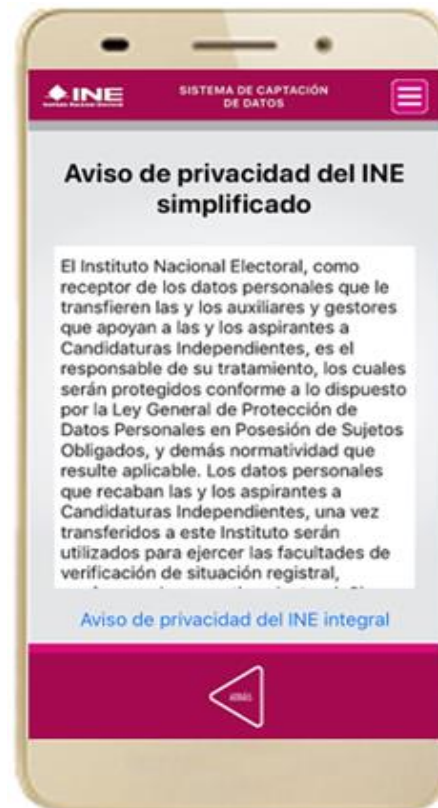 INE
Instituto Nacional Electoral
SISTEMA DE CAPTACIÓN
DE DATOS
Aviso de privacidad del INE
simplificado
El Instituto Nacional Electoral, como
receptor de los datos personales que le
transfieren las y los auxiliares y gestores
que apoyan a las y los aspirantes a
Candidaturas Independientes, es el
responsable de su tratamiento, los cuales
serán protegidos conforme a lo dispuesto
por la Ley General de Protección de
Datos Personales en Posesión de Sujetos
Obligados, y demás normatividad que
resulte aplicable. Los datos personales
que recaban las y los aspirantes a
Candidaturas Independientes, una vez
transferidos a este Instituto serán
utilizados para ejercer las facultades de
verificación de situación registral,
Aviso de privacidad del INE integral
ATRÁS